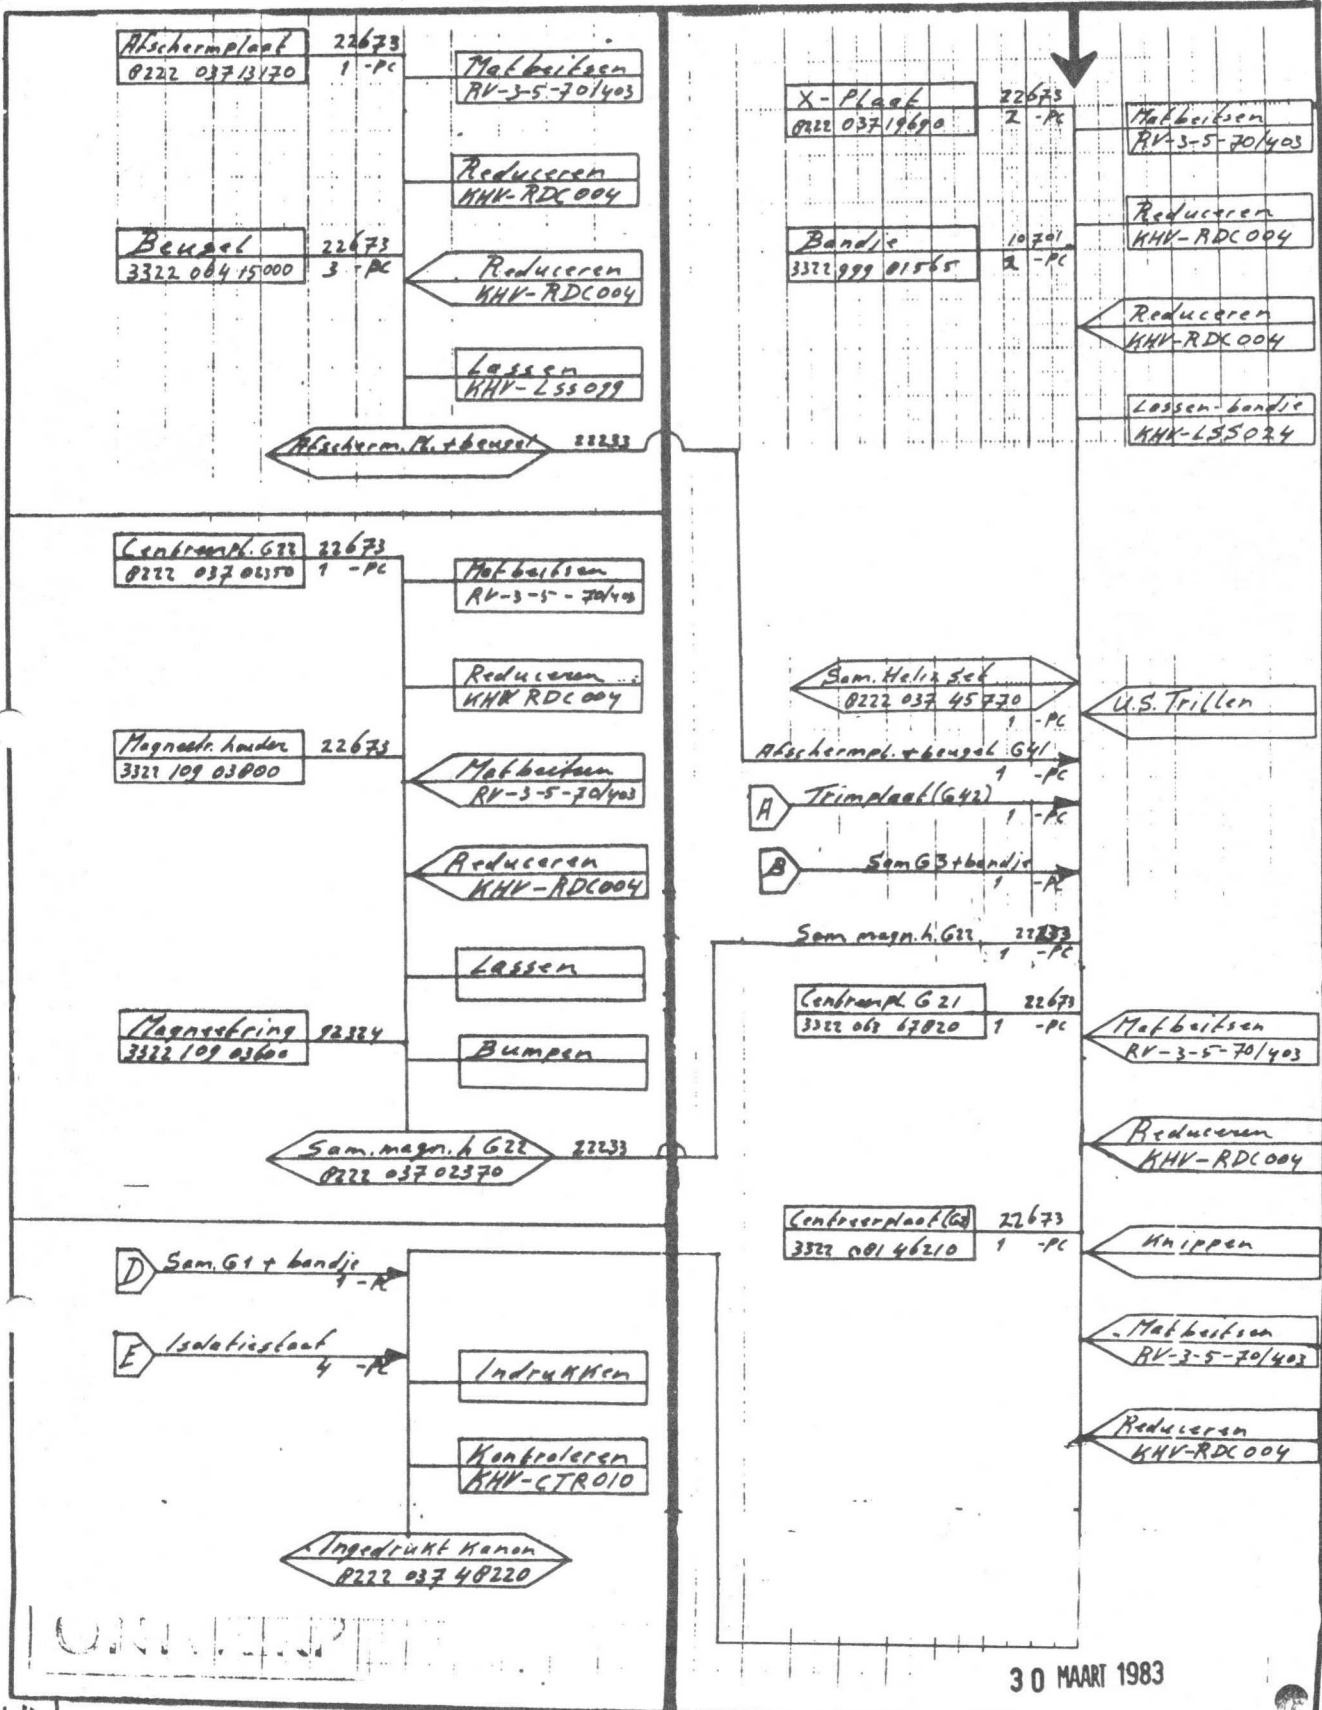 Afschermplaat 22673
8222 037 13170 1 -PC
Matbeitsen
RV-3-5-70/403
Reduceren
KHV-RDC004
Beugel 22673
3322 064 15000 3 -PC
Reduceren
KHV-RDC004
Lassen
KHV-LSS099
Afscherm.Pl.+beugel 22233
Centreerpl. G22 22673
8222 037 02350 1 -PC
Matbeitsen
RV-3-5-70/403
Reduceren
KHV RDC004
Magneetr. houder 22673
3322 109 03800
Matbeitsen
RV-3-5-70/403
Reduceren
KHV-RDC004
Lassen
Magneetring 92324
3322 109 03600
Bumpen
Sam.magn.h G22 22233
8222 037 02370
D Sam.G1 + bandje
1 -PC
E Isolatiestaaf
4 -PC
Indrukken
Kontroleren
KHV-CTR010
Ingedrukt Kanon
8222 037 48220
ONTWERP
X-Plaat 22673
8222 037 19690 2 -PC
Matbeitsen
RV-3-5-70/403
Reduceren
KHV-RDC004
Bandje 10701
3322 999 81565 2 -PC
Reduceren
KHV-RDC004
Lassen-bandje
KHV-LSS024
Sam. Helix Set
8222 037 45770
1 -PC
U.S. Trillen
Afschermpl.+beugel G41
1 -PC
A Trimplaat (G42)
1 -PC
B Sam G3+bandje
1 -PC
Sam magn.h. G22 22233
1 -PC
Centreerpl. G21 22673
3322 063 67820 1 -PC
Matbeitsen
RV-3-5-70/403
Reduceren
KHV-RDC004
Centreerplaat (G2) 22673
3322 081 46210 1 -PC
Knippen
Matbeitsen
RV-3-5-70/403
Reduceren
KHV-RDC004
30 MAART 1983